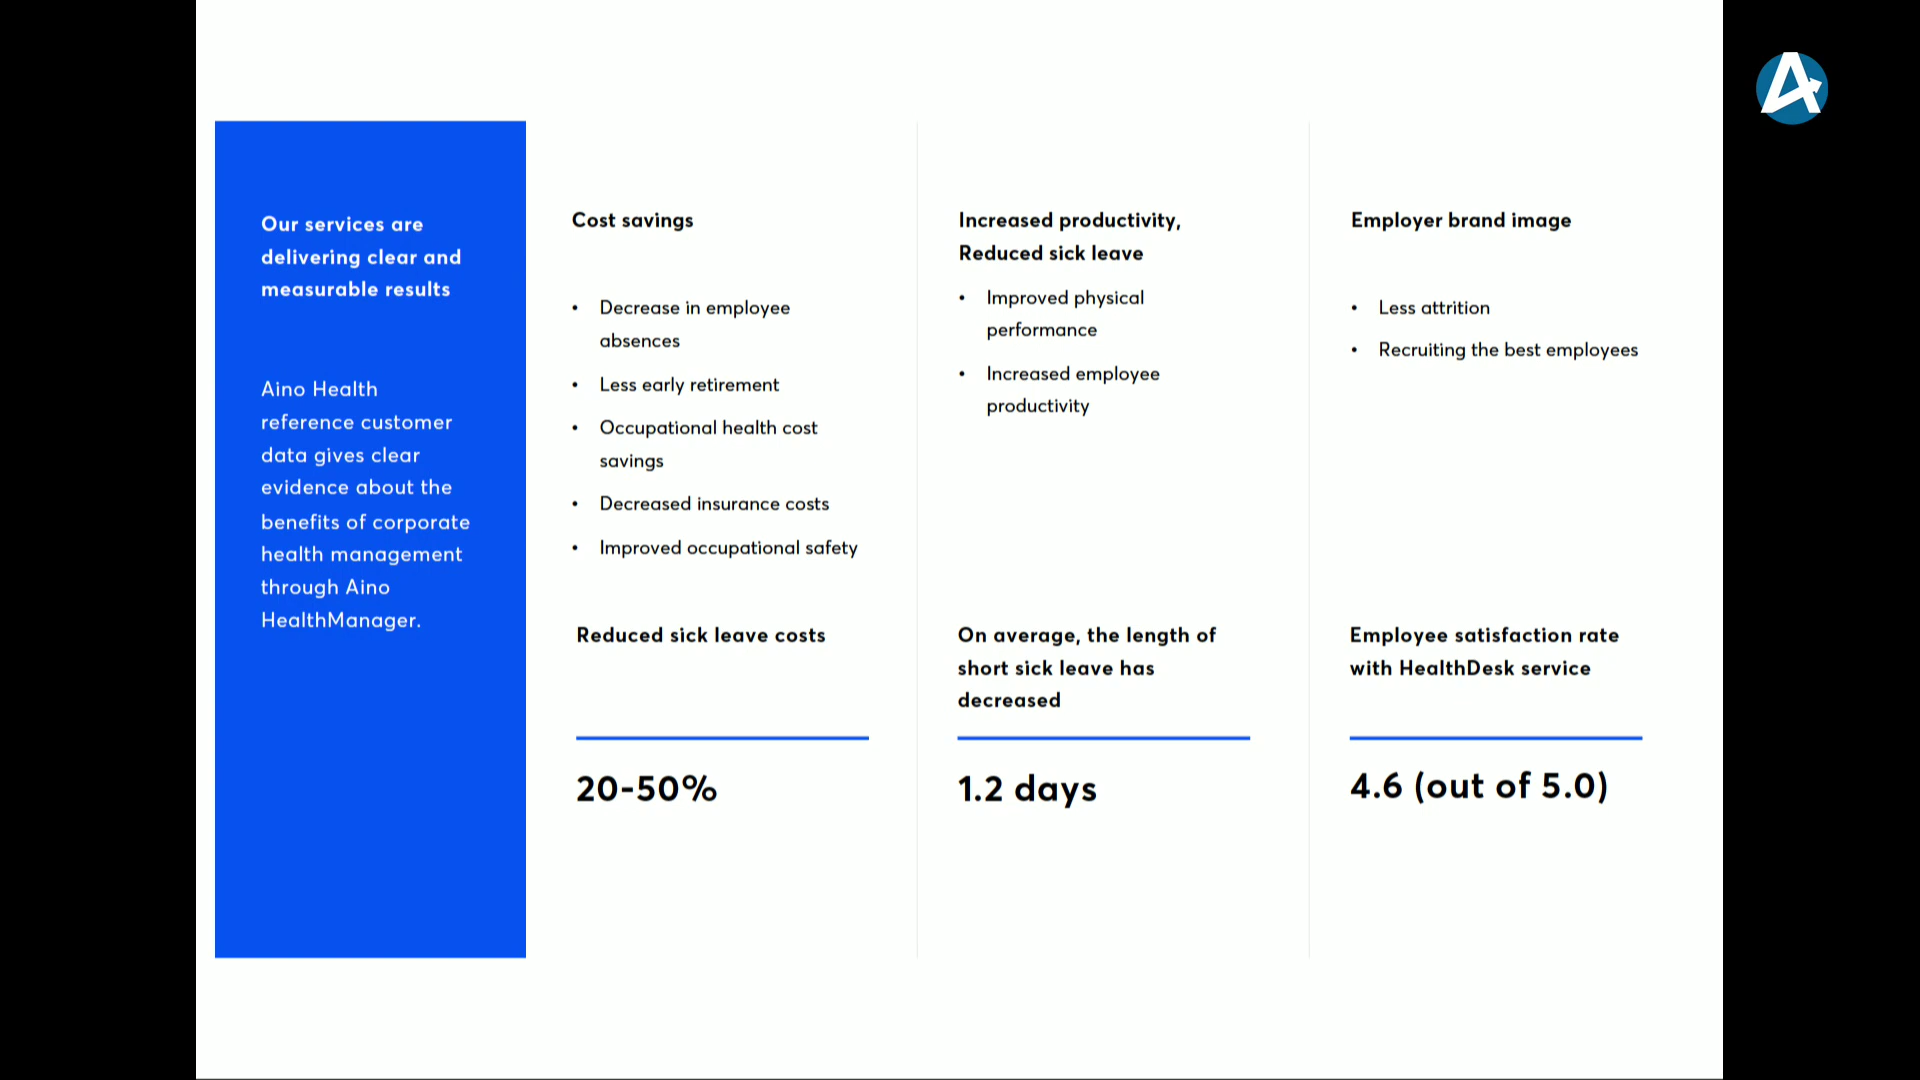 Our services are
delivering clear and
measurable results
Aino Health
reference customer
data gives clear
evidence about the
benefits of corporate
health management
through Aino
HealthManager.
Cost savings
• Decrease in employee
absences
• Less early retirement
• Occupational health cost
savings
• Decreased insurance costs
• Improved occupational safety
Reduced sick leave costs
20-50%
Increased productivity,
Reduced sick leave
• Improved physical
performance
• Increased employee
productivity
On average, the length of
short sick leave has
decreased
1.2 days
Employer brand image
• Less attrition
• Recruiting the best employees
Employee satisfaction rate
with HealthDesk service
4.6 (out of 5.0)